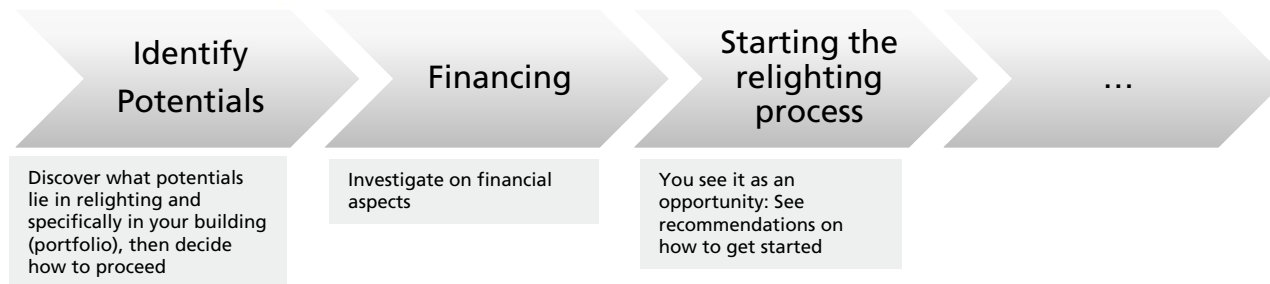 Identify
Potentials
Financing
Starting the
relighting
process
...
Discover what potentials
lie in relighting and
specifically in your building
(portfolio), then decide
how to proceed
Investigate on financial
aspects
You see it as an
opportunity: See
recommendations on
how to get started